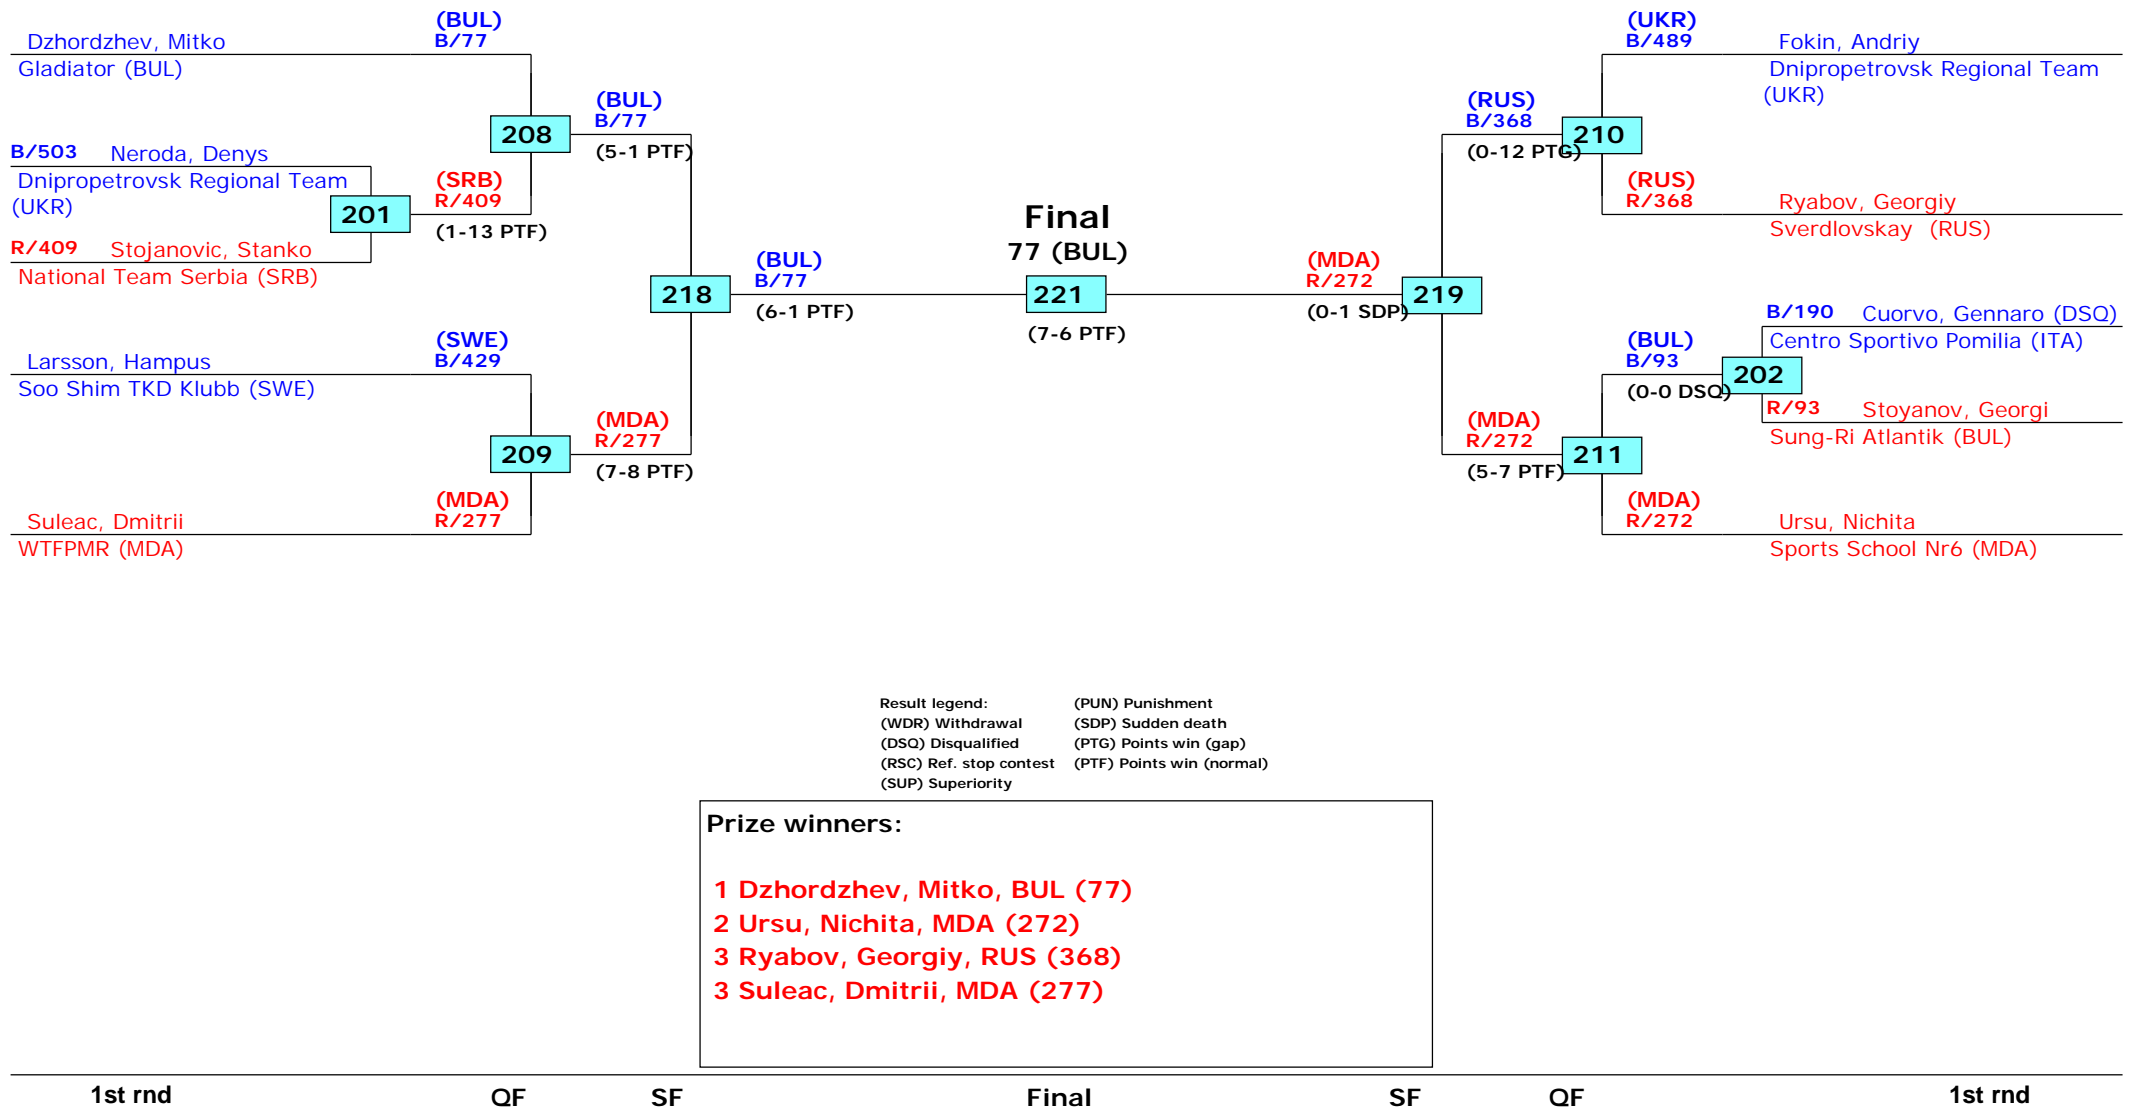 (BUL)
B/77
Dzhordzhev, Mitko
Gladiator (BUL)
208
B/503 Neroda, Denys
Dnipropetrovsk Regional Team
(UKR)
201
(SRB)
R/409
(1-13 PTF)
R/409 Stojanovic, Stanko
National Team Serbia (SRB)
(BUL)
B/77
(5-1 PTF)
218
(SWE)
B/429
Larsson, Hampus
Soo Shim TKD Klubb (SWE)
209
(MDA)
R/277
(7-8 PTF)
(MDA)
R/277
Suleac, Dmitrii
WTFPMR (MDA)
(BUL)
B/77
(6-1 PTF)
Final
77 (BUL)
221
(7-6 PTF)
(MDA)
R/272
(0-1 SDP)
219
(RUS)
B/368
(0-12 PTG)
210
(UKR)
B/489
Fokin, Andriy
Dnipropetrovsk Regional Team
(UKR)
(RUS)
R/368
Ryabov, Georgiy
Sverdlovskay (RUS)
B/190 Cuorvo, Gennaro (DSQ)
Centro Sportivo Pomilia (ITA)
202
(BUL)
B/93
(0-0 DSQ)
R/93 Stoyanov, Georgi
Sung-Ri Atlantik (BUL)
(MDA)
R/272
(5-7 PTF)
211
(MDA)
R/272
Ursu, Nichita
Sports School Nr6 (MDA)
Result legend: (PUN) Punishment
(WDR) Withdrawal (SDP) Sudden death
(DSQ) Disqualified (PTG) Points win (gap)
(RSC) Ref. stop contest (PTF) Points win (normal)
(SUP) Superiority
Prize winners:
1 Dzhordzhev, Mitko, BUL (77)
2 Ursu, Nichita, MDA (272)
3 Ryabov, Georgiy, RUS (368)
3 Suleac, Dmitrii, MDA (277)
1st rnd QF SF Final SF QF 1st rnd